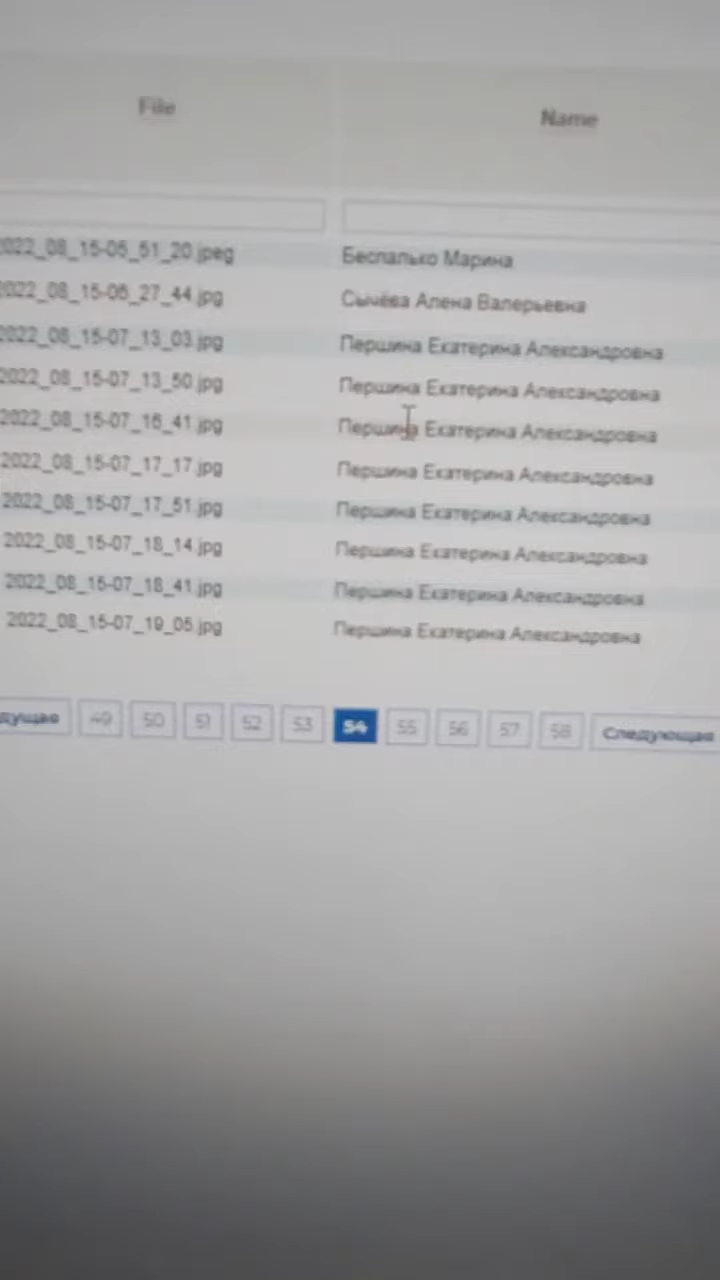 File Name
2022_08_15-05_51_20.jpeg Беспалько Марина
2022_08_15-06_27_44.jpg Сычёва Алена Валерьевна
2022_08_15-07_13_03.jpg Першина Екатерина Александровна
2022_08_15-07_13_50.jpg Першина Екатерина Александровна
2022_08_15-07_16_41.jpg Першина Екатерина Александровна
2022_08_15-07_17_17.jpg Першина Екатерина Александровна
2022_08_15-07_17_51.jpg Першина Екатерина Александровна
2022_08_15-07_18_14.jpg Першина Екатерина Александровна
2022_08_15-07_18_41.jpg Першина Екатерина Александровна
2022_08_15-07_19_05.jpg Першина Екатерина Александровна
дущая 49 50 51 52 53 54 55 56 57 58 Следующая